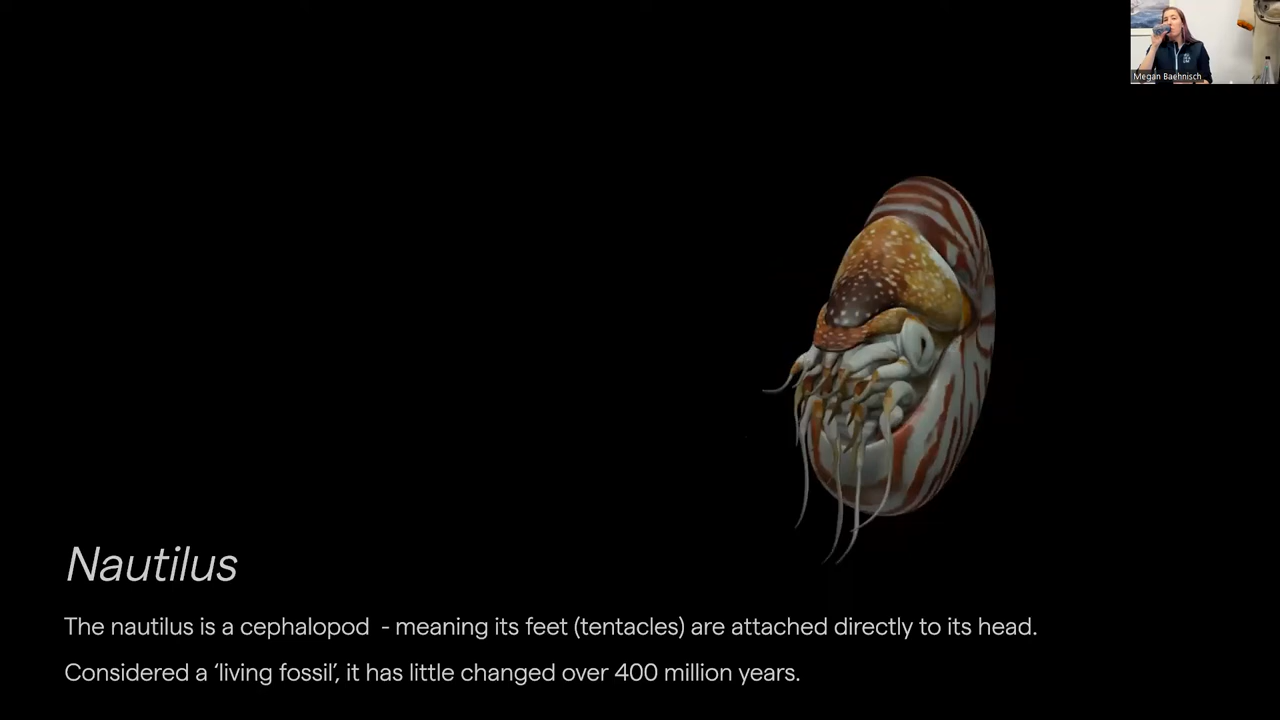 Megan Baehnisch
Nautilus
The nautilus is a cephalopod - meaning its feet (tentacles) are attached directly to its head.
Considered a ‘living fossil’, it has little changed over 400 million years.